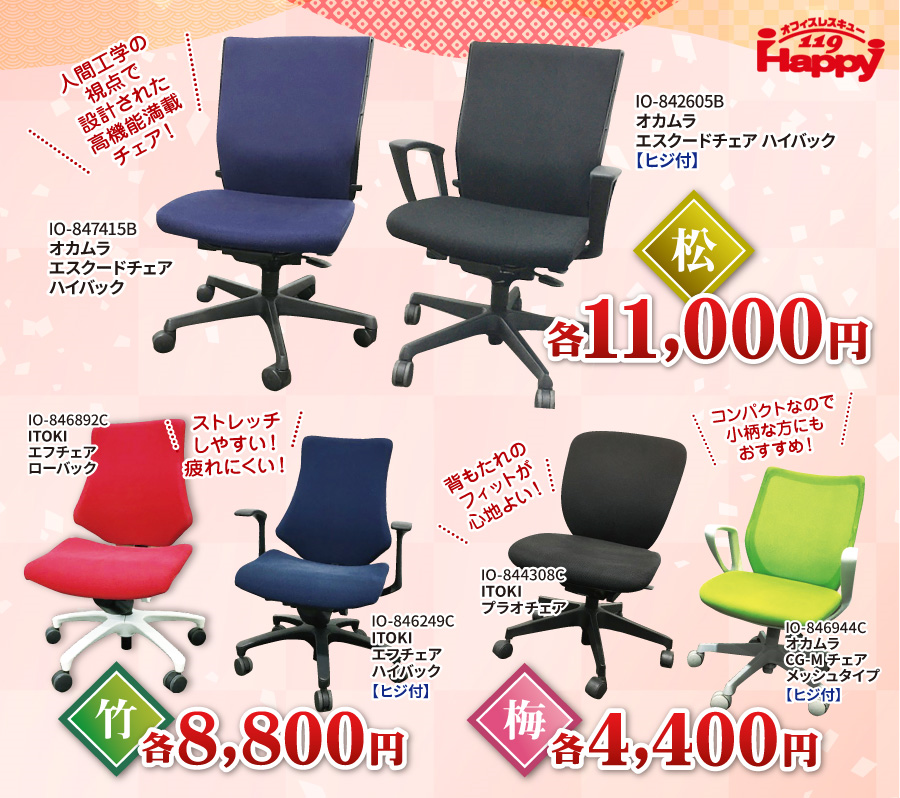 オフィスレスキュー
119
Happy
人間工学の
視点で
設計された
高機能満載
チェア！
IO-842605B
オカムラ
エスクードチェア ハイバック
【ヒジ付】
IO-847415B
オカムラ
エスクードチェア
ハイバック
松
各11,000円
IO-846892C
ITOKI
エフチェア
ローバック
ストレッチ
しやすい！
疲れにくい！
IO-846249C
ITOKI
エフチェア
ハイバック
【ヒジ付】
竹
各8,800円
背もたれの
フィットが
心地よい！
コンパクトなので
小柄な方にも
おすすめ！
IO-844308C
ITOKI
プラオチェア
IO-846944C
オカムラ
CG-M チェア
メッシュタイプ
【ヒジ付】
梅
各4,400円